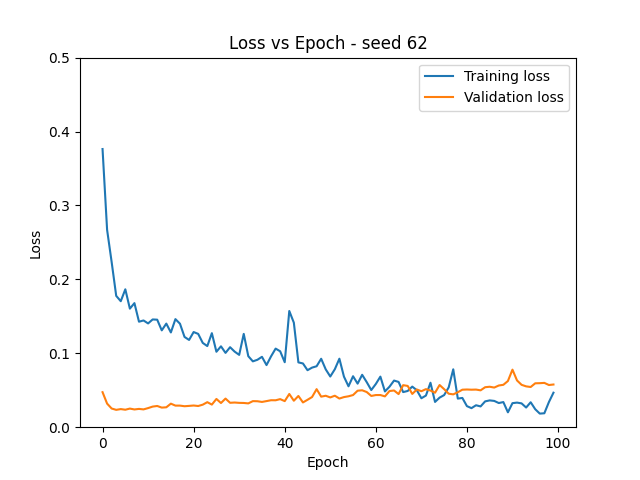 Loss vs Epoch - seed 62
Training loss
Validation loss
0.5
0.4
0.3
0.2
0.1
0.0
Loss
0 20 40 60 80 100
Epoch